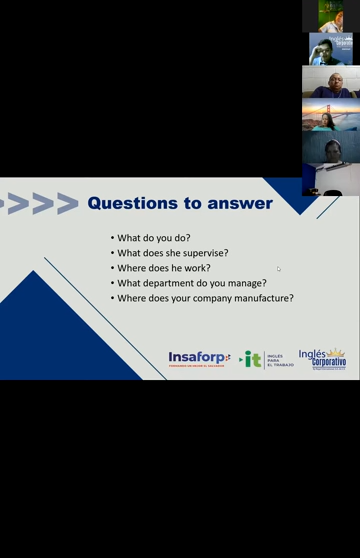 Questions to answer
• What do you do?
• What does she supervise?
• Where does he work?
• What department do you manage?
• Where does your company manufacture?
Insaforp
it
INGLÉS
PARA
EL TRABAJO
Inglés
Corporativo